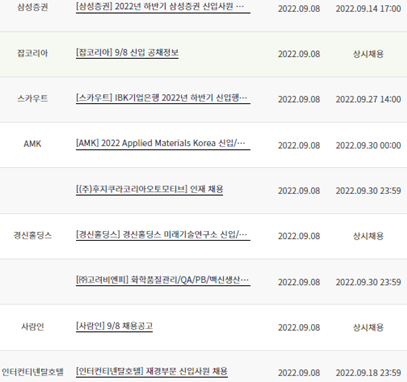 삼성증권 [삼성증권] 2022년 하반기 삼성증권 신입사원 ··· 2022.09.08 2022.09.14 17:00
잡코리아 [잡코리아] 9/8 신입 공채정보 2022.09.08 상시채용
스카우트 [스카우트] IBK기업은행 2022년 하반기 신입행··· 2022.09.08 2022.09.27 14:00
AMK [AMK] 2022 Applied Materials Korea 신입/··· 2022.09.08 2022.09.30 00:00
[(주)후지쿠라코리아오토모티브] 인재 채용 2022.09.08 2022.09.30 23:59
경신홀딩스 [경신홀딩스] 경신홀딩스 미래기술연구소 신입/··· 2022.09.08 상시채용
[㈜고려비엔피] 화학품질관리/QA/PB/백신생산··· 2022.09.08 2022.09.30 23:59
사람인 [사람인] 9/8 채용공고 2022.09.08 상시채용
인터컨티넨탈호텔 [인터컨티넨탈호텔] 재경부문 신입사원 채용 2022.09.08 2022.09.18 23:59